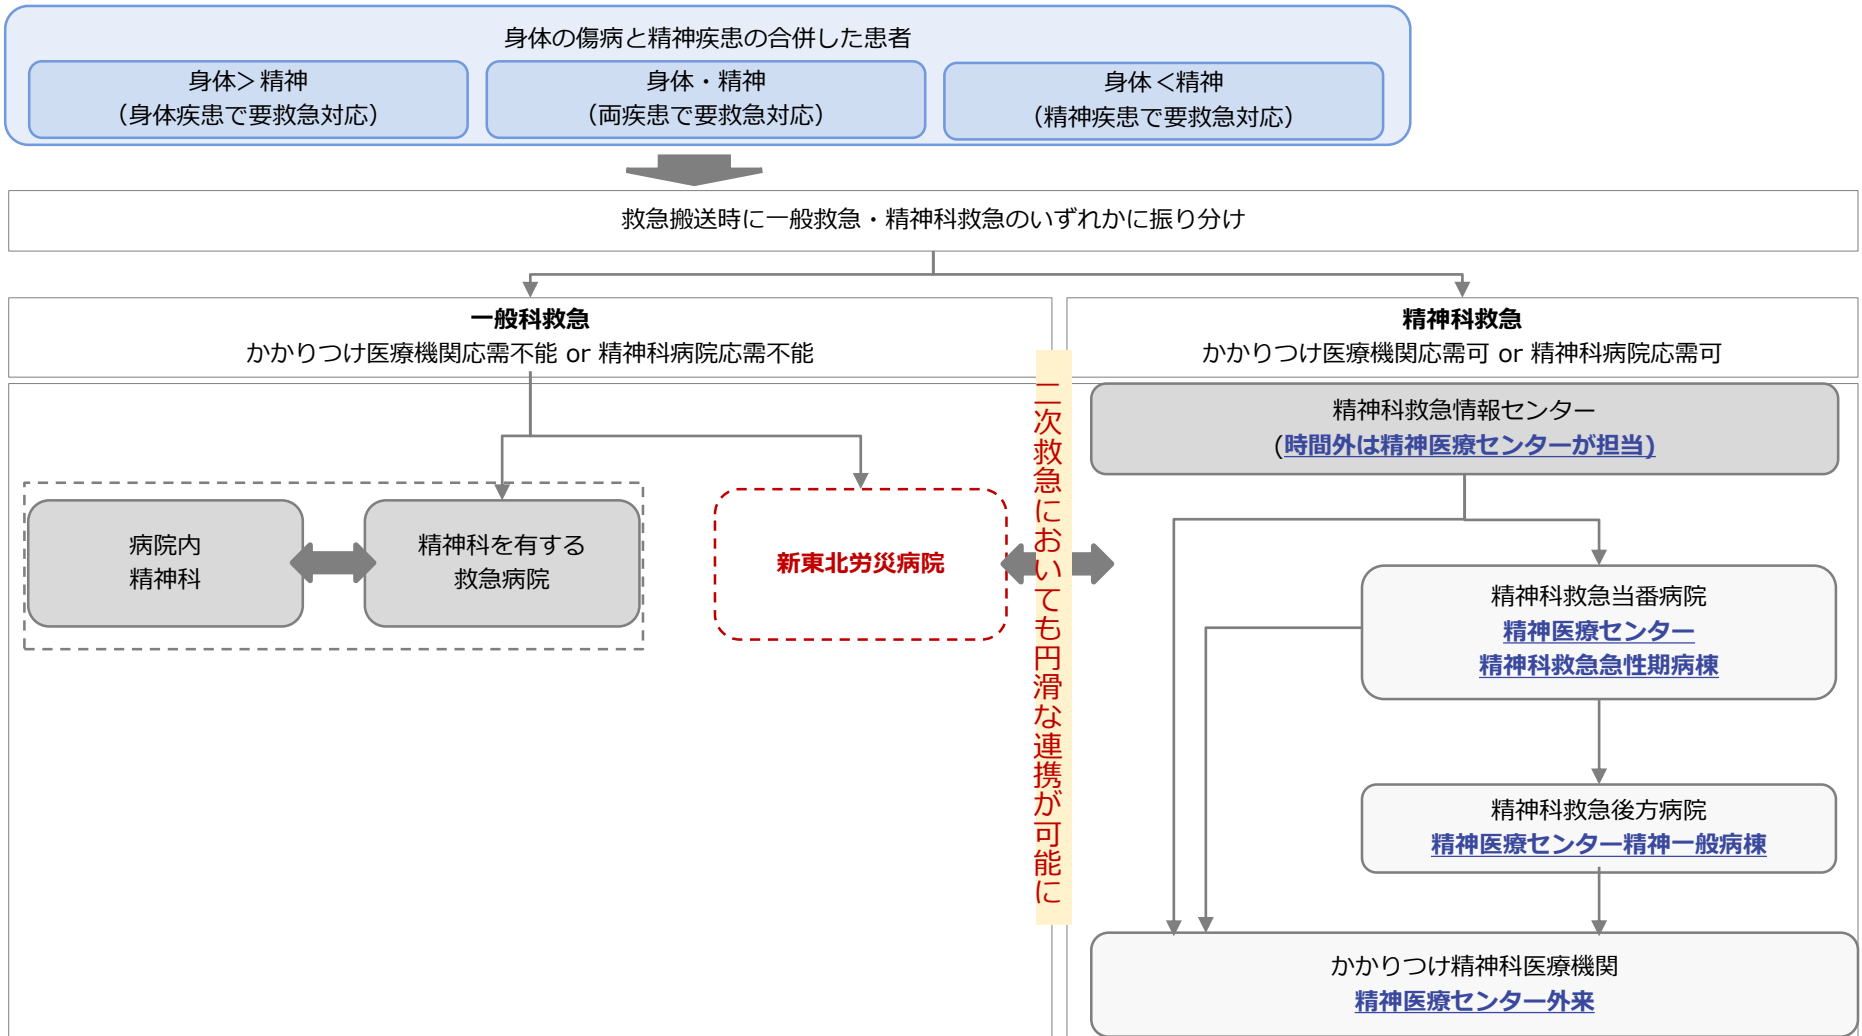 身体の傷病と精神疾患の合併した患者
身体＞精神
（身体疾患で要救急対応）
身体・精神
（両疾患で要救急対応）
身体＜精神
（精神疾患で要救急対応）
救急搬送時に一般救急・精神科救急のいずれかに振り分け
一般科救急
かかりつけ医療機関応需不能 or 精神科病院応需不能
精神科救急
かかりつけ医療機関応需可 or 精神科病院応需可
病院内
精神科
精神科を有する
救急病院
新東北労災病院
二次救急においても円滑な連携が可能に
精神科救急情報センター
(時間外は精神医療センターが担当)
精神科救急当番病院
精神医療センター
精神科救急急性期病棟
精神科救急後方病院
精神医療センター精神一般病棟
かかりつけ精神科医療機関
精神医療センター外来